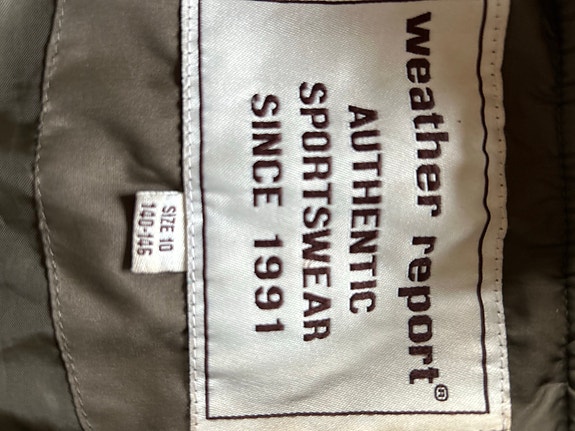 weather report®
AUTHENTIC
SPORTSWEAR
SINCE 1991
SIZE 10
140-146